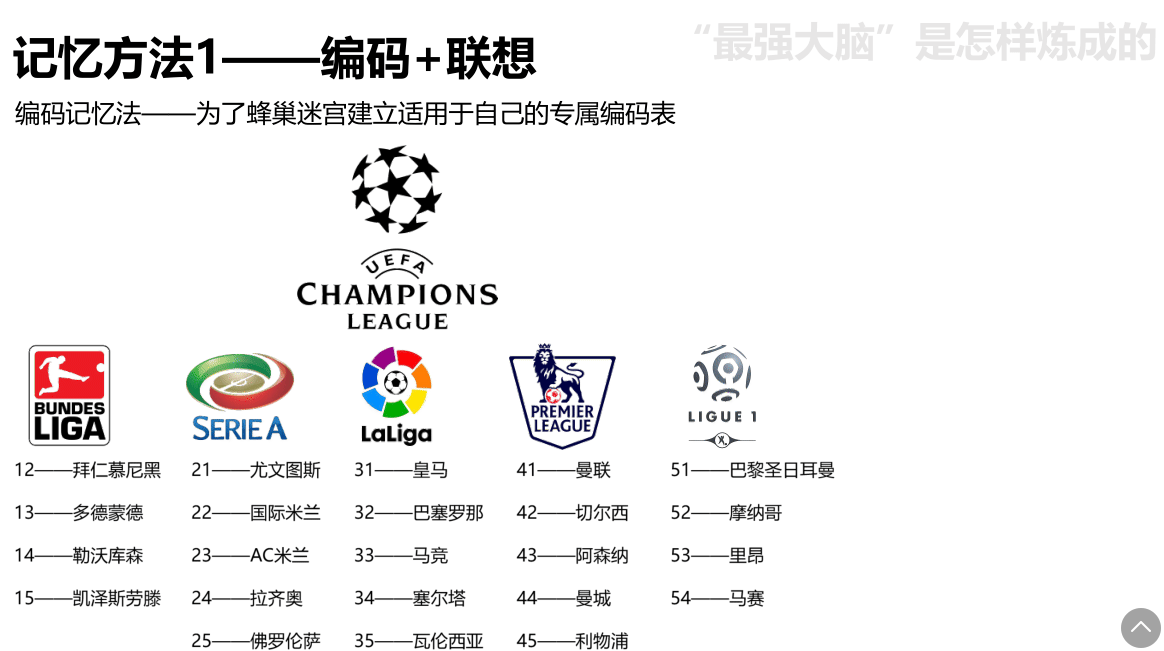 “最强大脑”是怎样炼成的
记忆方法1——编码+联想
编码记忆法——为了蜂巢迷宫建立适用于自己的专属编码表
UEFA
CHAMPIONS
LEAGUE
BUNDES
LIGA
SERIE A
LaLiga
PREMIER
LEAGUE
LIGUE 1
12——拜仁慕尼黑 21——尤文图斯 31——皇马 41——曼联 51——巴黎圣日耳曼
13——多德蒙德 22——国际米兰 32——巴塞罗那 42——切尔西 52——摩纳哥
14——勒沃库森 23——AC米兰 33——马竞 43——阿森纳 53——里昂
15——凯泽斯劳滕 24——拉齐奥 34——塞尔塔 44——曼城 54——马赛
25——佛罗伦萨 35——瓦伦西亚 45——利物浦